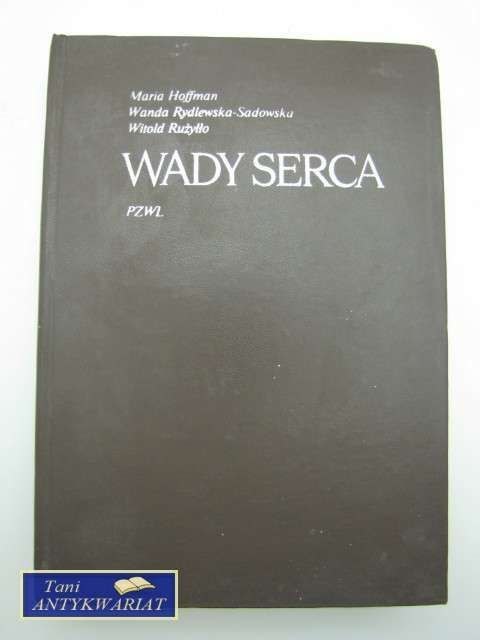 Maria Hoffman
Wanda Rydlewska-Sadowska
Witold Rużyłło
WADY SERCA
PZWL
Tani
ANTYKWARIAT